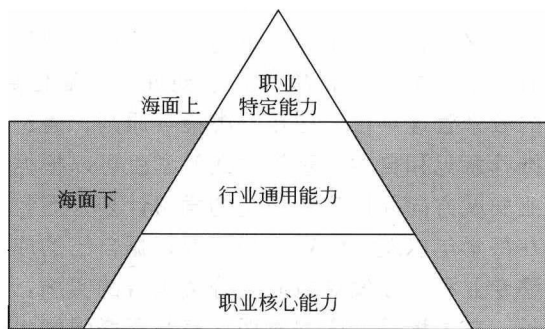 职业
特定能力
海面上
海面下
行业通用能力
职业核心能力